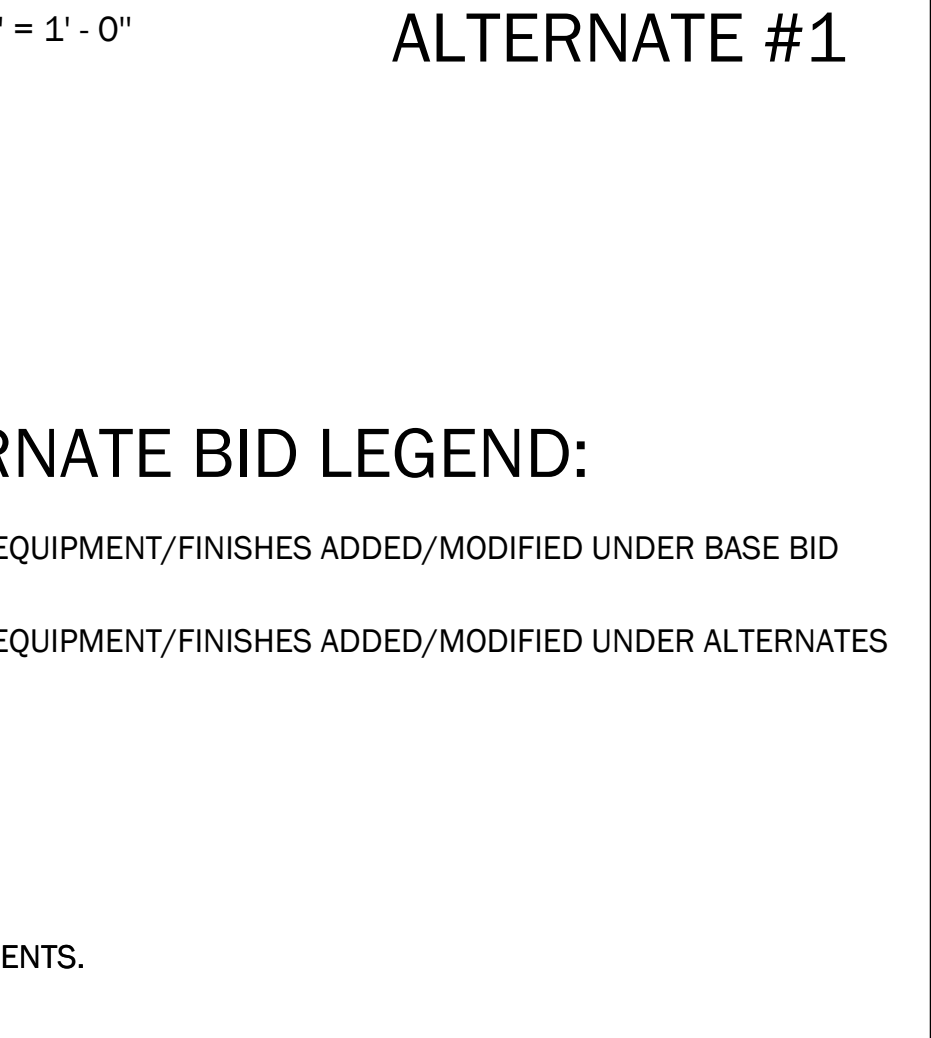 " = 1' - 0"
ALTERNATE #1
RNATE BID LEGEND:
EQUIPMENT/FINISHES ADDED/MODIFIED UNDER BASE BID
EQUIPMENT/FINISHES ADDED/MODIFIED UNDER ALTERNATES
ENTS.